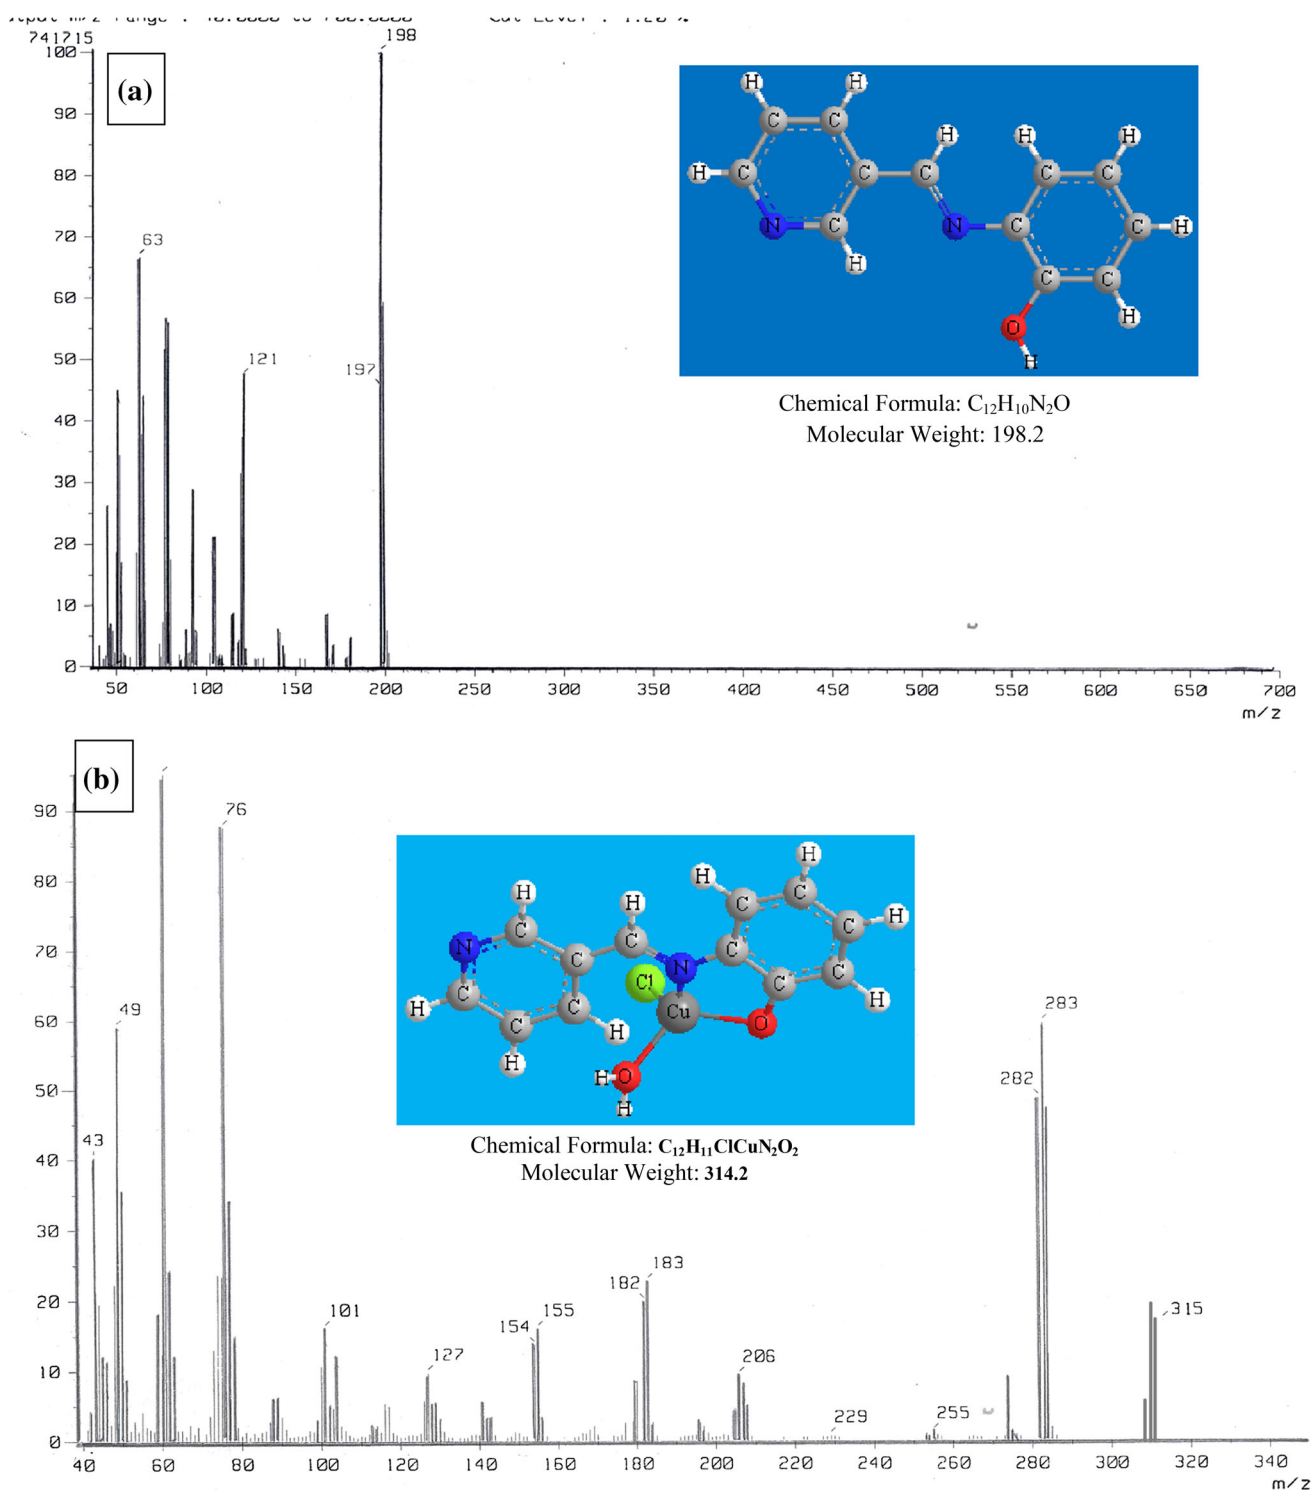 741715
(a)
100
90
80
70
60
50
40
30
20
10
0
198
63
121
197
H H H H H
H C C C H C C
C C N C C H
N C H C C H
O H
Chemical Formula: C₁₂H₁₀N₂O
Molecular Weight: 198.2
50 100 150 200 250 300 350 400 450 500 550 600 650 700
m/z
(b)
90
80
70
60
50
40
30
20
10
0
76
49
43
101
127
154
155
182
183
206
229
255
282
283
315
H H H H
N C C C H
C C N C C
H C C Cl Cu C C H
C H O
H H O H
Chemical Formula: C₁₂H₁₁ClCuN₂O₂
Molecular Weight: 314.2
40 60 80 100 120 140 160 180 200 220 240 260 280 300 320 340
m/z